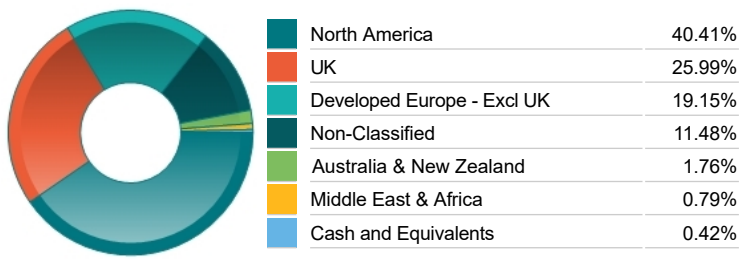 North America 40.41%
UK 25.99%
Developed Europe - Excl UK 19.15%
Non-Classified 11.48%
Australia & New Zealand 1.76%
Middle East & Africa 0.79%
Cash and Equivalents 0.42%